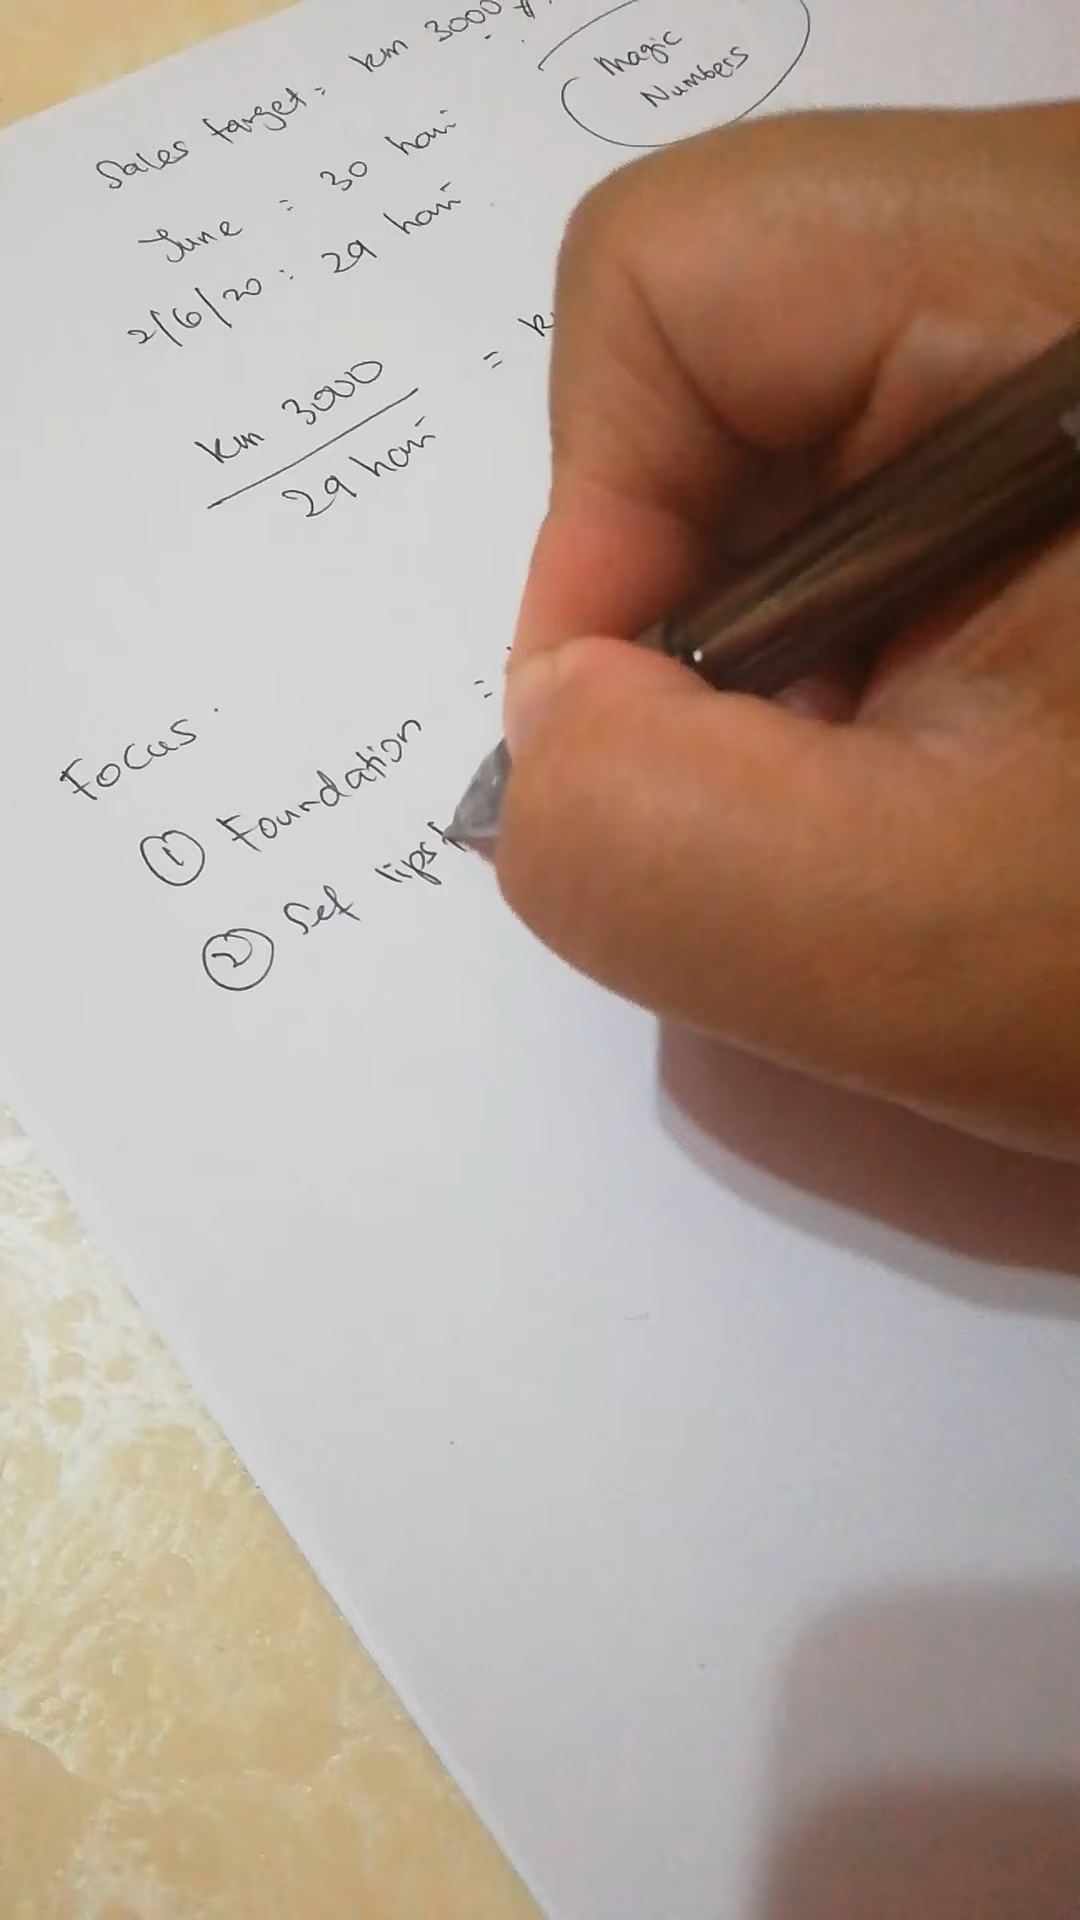 Sales target : RM 3000
Magic
Numbers
June = 30 hari
2/6/20 : 29 hari
RM 3000
29 hari
=
Focus.
① Foundation =
② Set lips